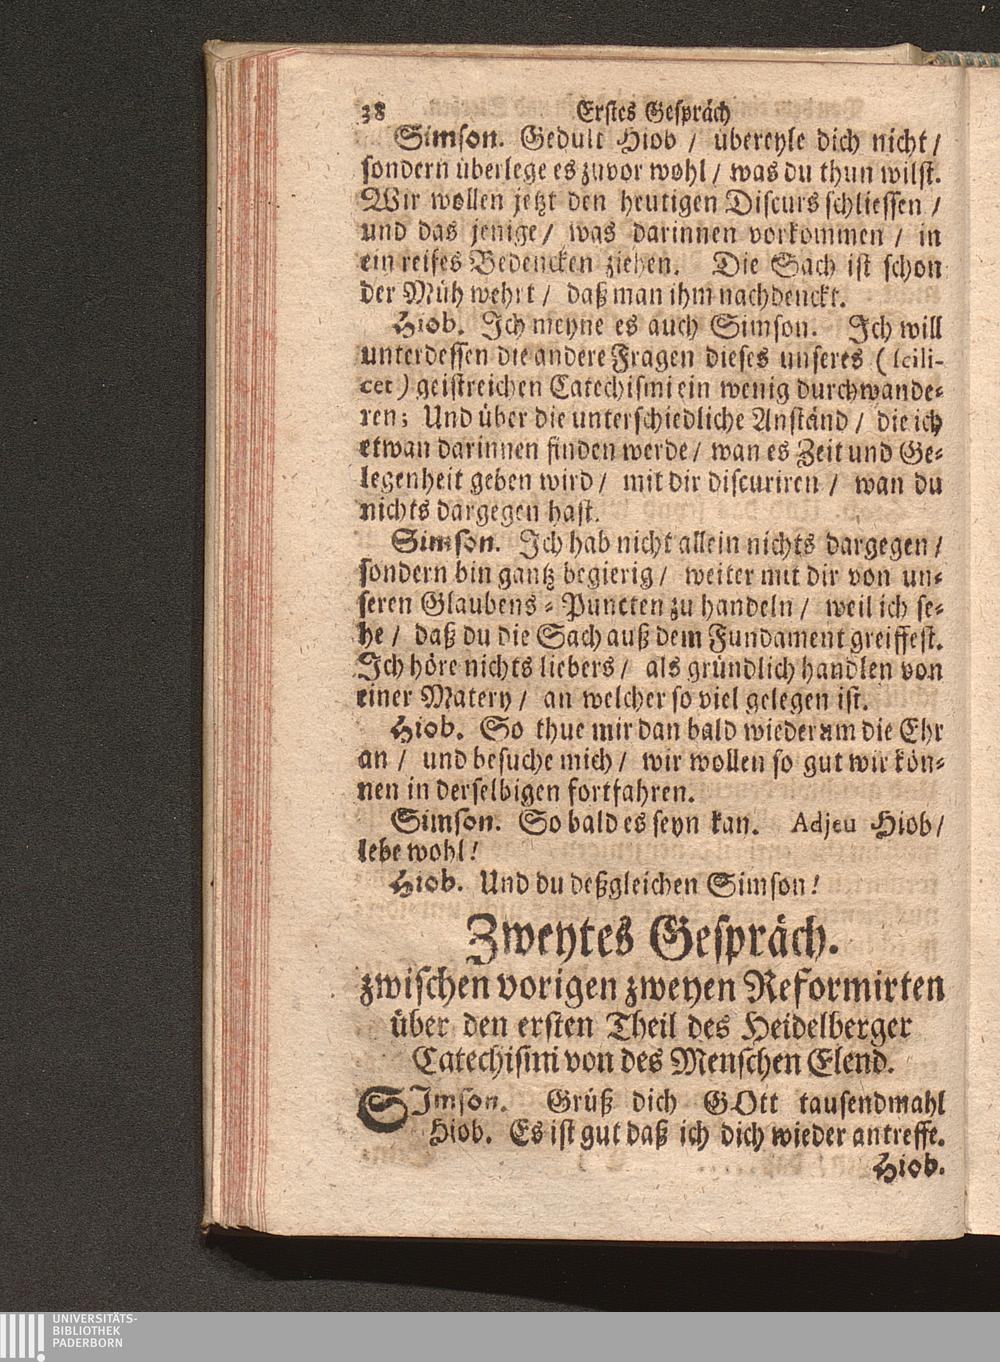 38 Erstes Gespräch
Simson. Gedult Hiob / übereyle dich nicht /
sondern überlege es zuvor wohl / was du thun wilst.
Wir wollen jetzt den heutigen Discurs schliessen /
und das jenige / was darinnen vorkommen / in
ein reifes Bedencken ziehen. Die Sach ist schon
der Müh wehrt / daß man ihm nachdenckt.
Hiob. Ich meyne es auch Simson. Ich will
unterdessen die andere Fragen dieses unseres (scili-
cet) geistreichen Catechismi ein wenig durchwande-
ren; Und über die unterschiedliche Anständ / die ich
etwan darinnen finden werde / wan es Zeit und Ge-
legenheit geben wird / mit dir discuriren / wan du
nichts dargegen hast.
Simson. Ich hab nicht allein nichts dargegen /
sondern bin gantz begierig / weiter mit dir von un-
seren Glaubens-Puncten zu handeln / weil ich se-
he / daß du die Sach auß dem Fundament greiffest.
Ich höre nichts liebers / als gründlich handlen von
einer Matery / an welcher so viel gelegen ist.
Hiob. So thue mir dan bald wiederum die Ehr
an / und besuche mich / wir wollen so gut wir kön-
nen in derselbigen fortfahren.
Simson. So bald es seyn kan. Adjeu Hiob /
lebe wohl!
Hiob. Und du deßgleichen Simson!
Zweytes Gespräch.
zwischen vorigen zweyen Reformirten
über den ersten Theil des Heidelberger
Catechismi von des Menschen Elend.
SImson. Grüß dich GOtt tausendmahl
Hiob. Es ist gut daß ich dich wieder antreffe.
Hiob.
UNIVERSITÄTS-
BIBLIOTHEK
PADERBORN